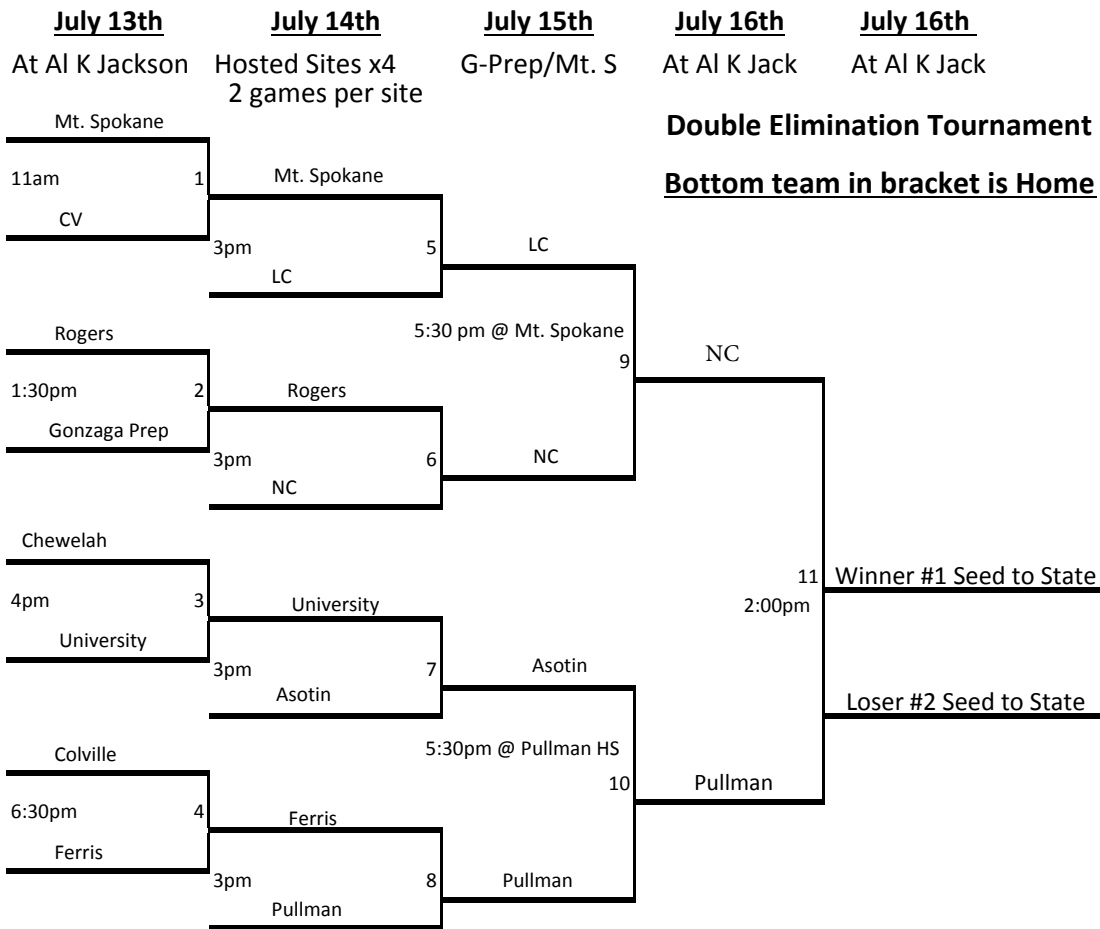 July 13th July 14th July 15th July 16th July 16th
At Al K Jackson Hosted Sites x4 G-Prep/Mt. S At Al K Jack At Al K Jack
2 games per site
Mt. Spokane
Double Elimination Tournament
11am 1 Mt. Spokane
Bottom team in bracket is Home
CV
3pm 5 LC
LC
Rogers
5:30 pm @ Mt. Spokane
9 NC
1:30pm 2 Rogers
Gonzaga Prep
3pm 6 NC
NC
Chewelah
11 Winner #1 Seed to State
4pm 3 University
2:00pm
University
3pm 7 Asotin
Asotin
Loser #2 Seed to State
Colville
5:30pm @ Pullman HS
10 Pullman
6:30pm 4 Ferris
Ferris
3pm 8 Pullman
Pullman